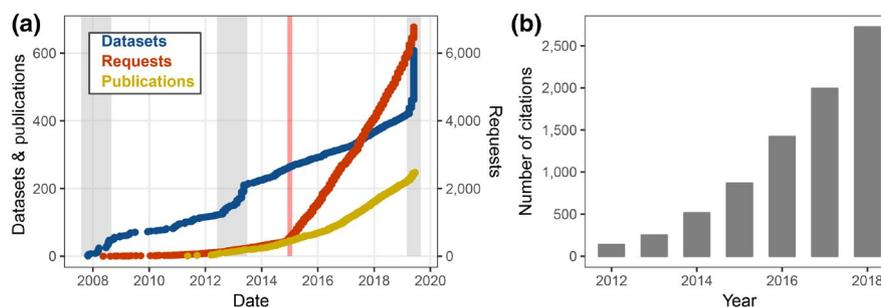 (a)
Datasets
Requests
Publications
Datasets & publications
600
400
200
0
6,000
4,000
2,000
0
Requests
2008 2010 2012 2014 2016 2018 2020
Date
(b)
Number of citations
2,500
2,000
1,500
1,000
500
0
2012 2014 2016 2018
Year